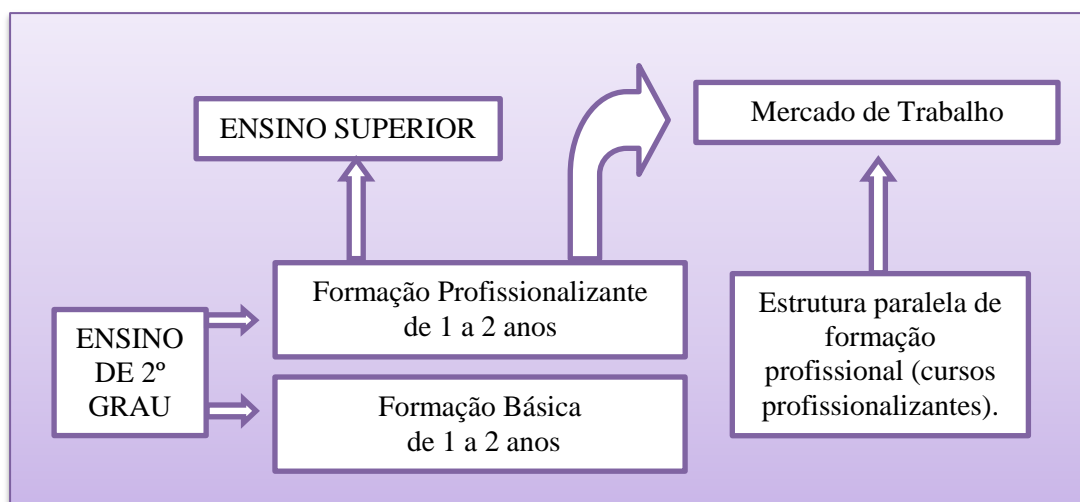 ENSINO SUPERIOR
Mercado de Trabalho
Formação Profissionalizante
de 1 a 2 anos
ENSINO
DE 2º
GRAU
Formação Básica
de 1 a 2 anos
Estrutura paralela de
formação
profissional (cursos
profissionalizantes).